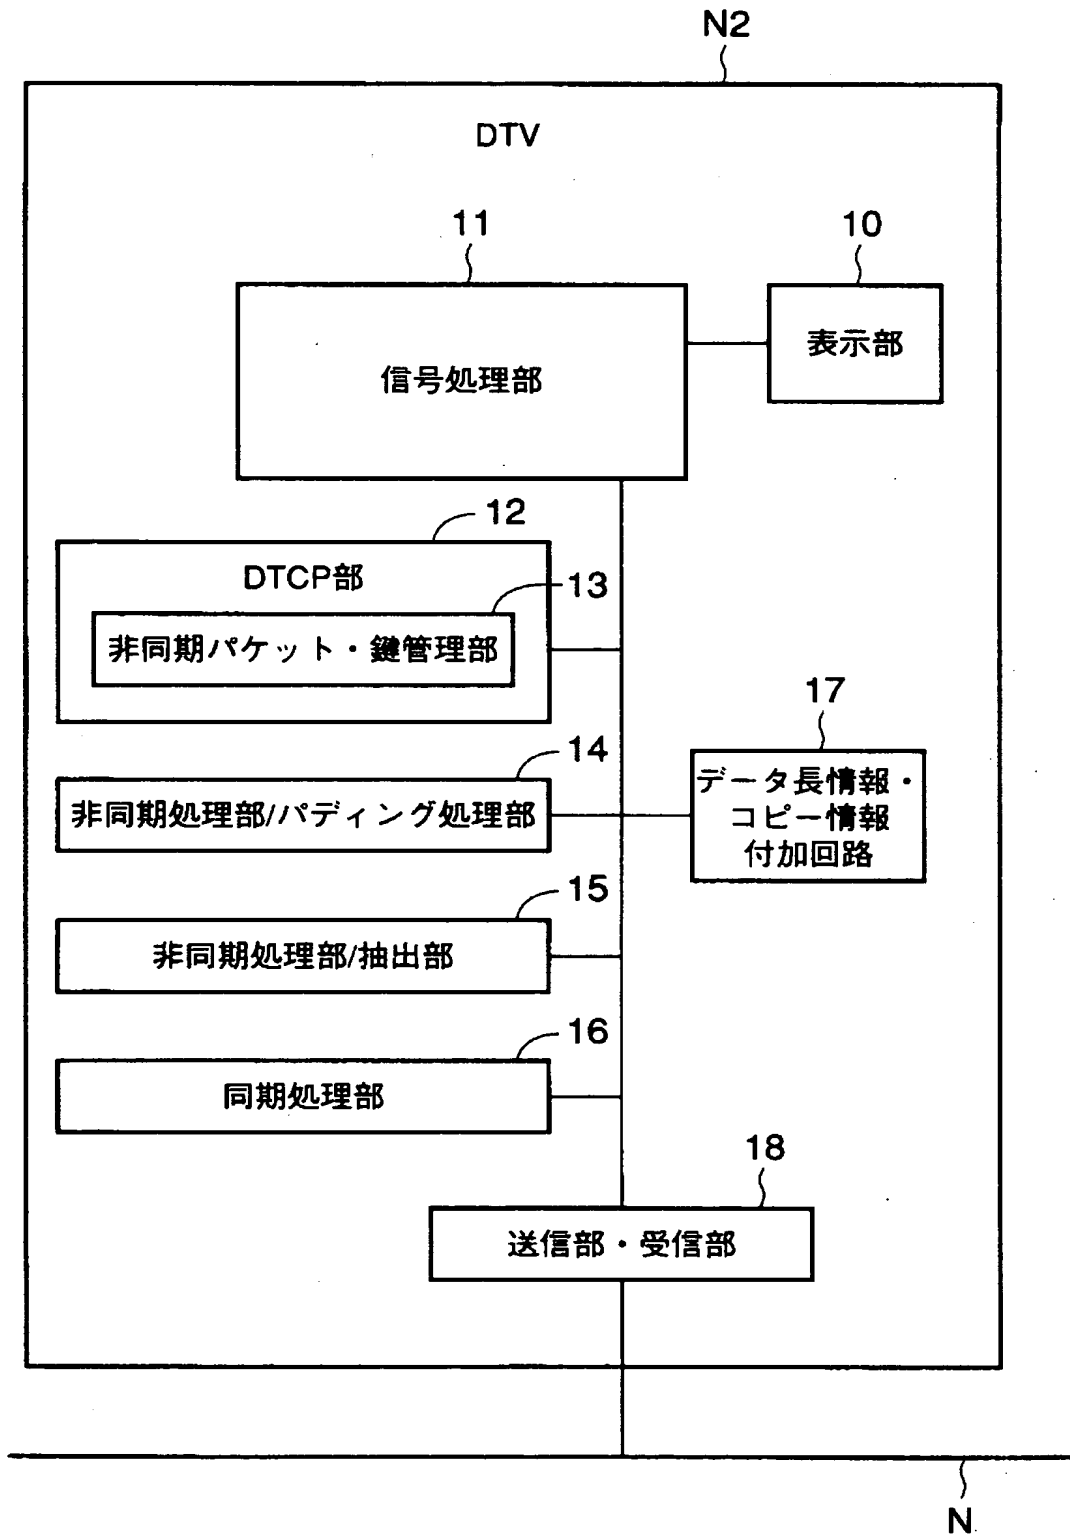 N2
DTV
11
10
信号処理部
表示部
12
DTCP部
13
非同期パケット・鍵管理部
14
非同期処理部/パディング処理部
17
データ長情報・
コピー情報
付加回路
15
非同期処理部/抽出部
16
同期処理部
18
送信部・受信部
N